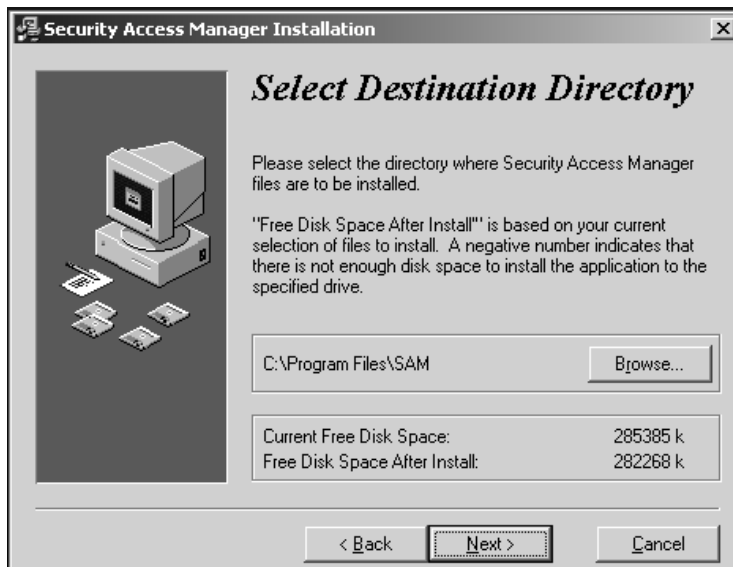 Security Access Manager Installation
Select Destination Directory
Please select the directory where Security Access Manager
files are to be installed.
"Free Disk Space After Install"' is based on your current
selection of files to install. A negative number indicates that
there is not enough disk space to install the application to the
specified drive.
C:\Program Files\SAM
Browse...
Current Free Disk Space: 285385 k
Free Disk Space After Install: 282268 k
< Back
Next >
Cancel